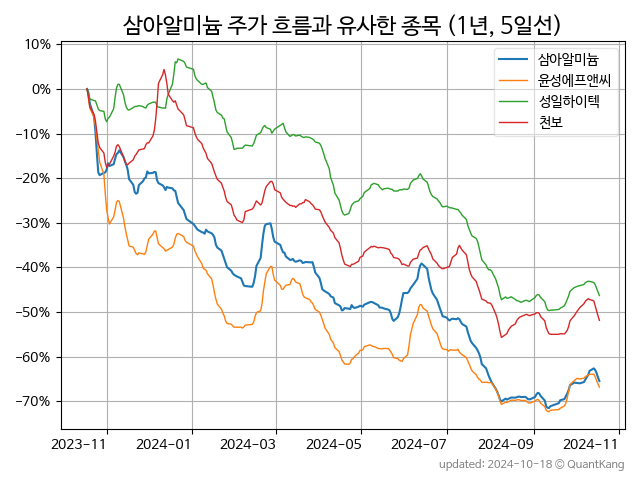 삼아알미늄 주가 흐름과 유사한 종목 (1년, 5일선)
10%
0%
−10%
−20%
−30%
−40%
−50%
−60%
−70%
삼아알미늄
윤성에프앤씨
성일하이텍
천보
2023-11 2024-01 2024-03 2024-05 2024-07 2024-09 2024-11
updated: 2024-10-18 © QuantKang